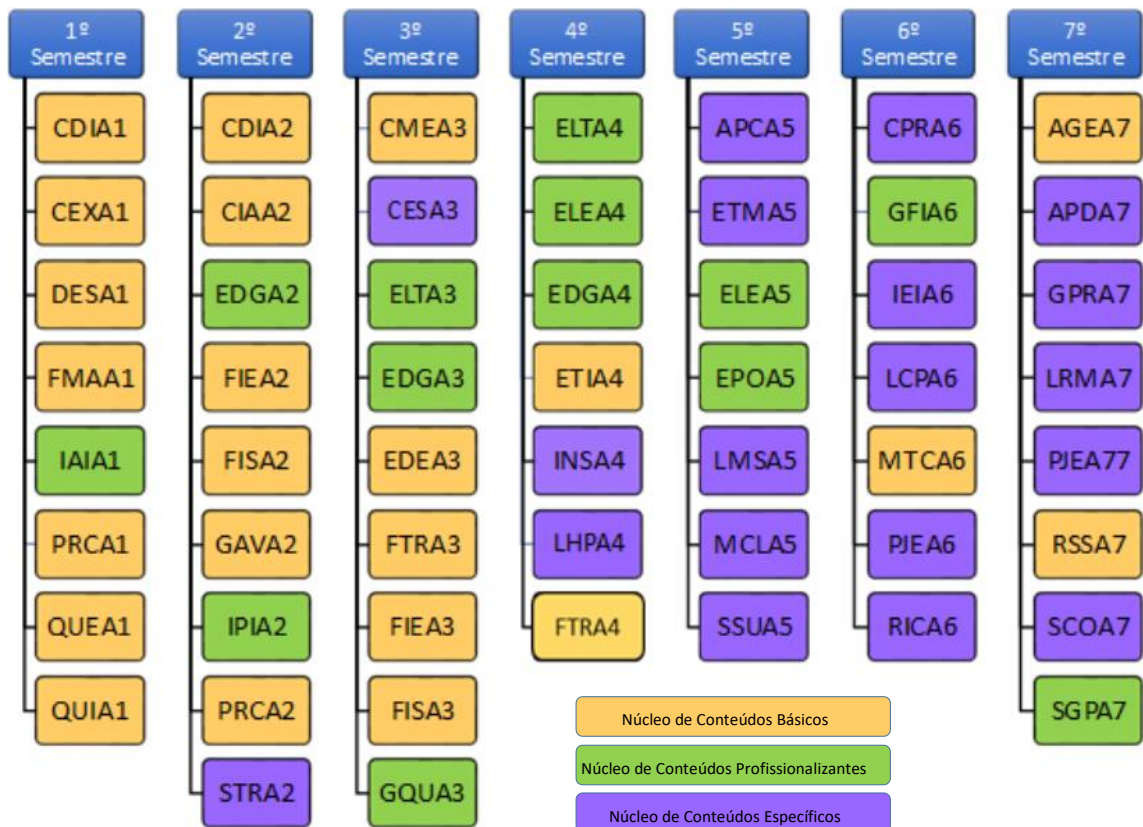 1º
Semestre
CDIA1
CEXA1
DESA1
FMAA1
IAIA1
PRCA1
QUEA1
QUIA1
2º
Semestre
CDIA2
CIAA2
EDGA2
FIEA2
FISA2
GAVA2
IPIA2
PRCA2
STRA2
3º
Semestre
CMEA3
CESA3
ELTA3
EDGA3
EDEA3
FTRA3
FIEA3
FISA3
GQUA3
4º
Semestre
ELTA4
ELEA4
EDGA4
ETIA4
INSA4
LHPA4
FTRA4
5º
Semestre
APCA5
ETMA5
ELEA5
EPOA5
LMSA5
MCLA5
SSUA5
6º
Semestre
CPRA6
GFIA6
IEIA6
LCPA6
MTCA6
PJEA6
RICA6
7º
Semestre
AGEA7
APDA7
GPRA7
LRMA7
PJEA77
RSSA7
SCOA7
SGPA7
Núcleo de Conteúdos Básicos
Núcleo de Conteúdos Profissionalizantes
Núcleo de Conteúdos Específicos